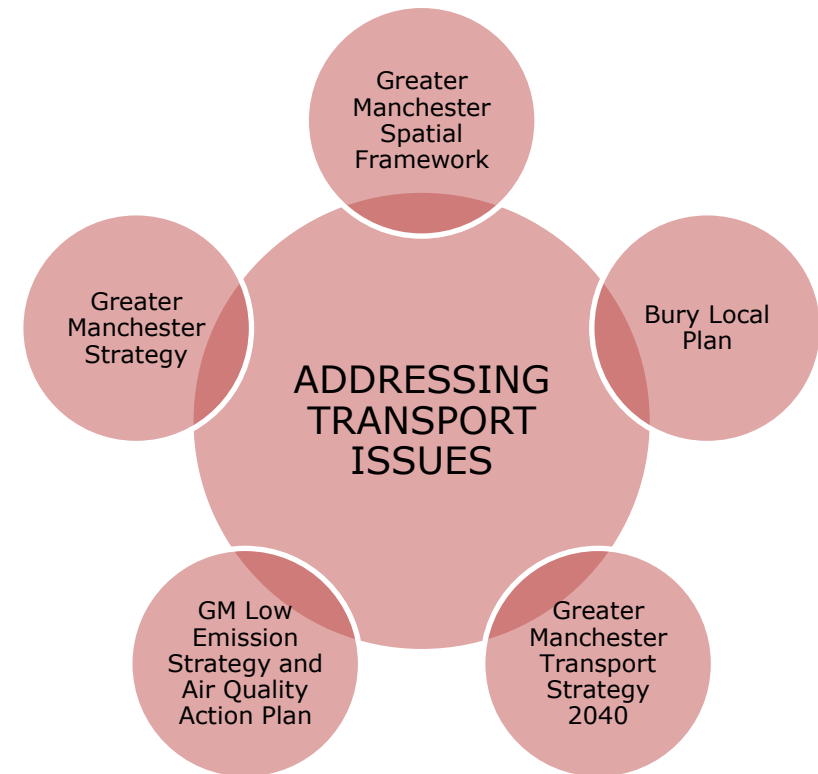 Greater
Manchester
Spatial
Framework
Bury Local
Plan
Greater
Manchester
Transport
Strategy
2040
GM Low
Emission
Strategy and
Air Quality
Action Plan
Greater
Manchester
Strategy
ADDRESSING
TRANSPORT
ISSUES